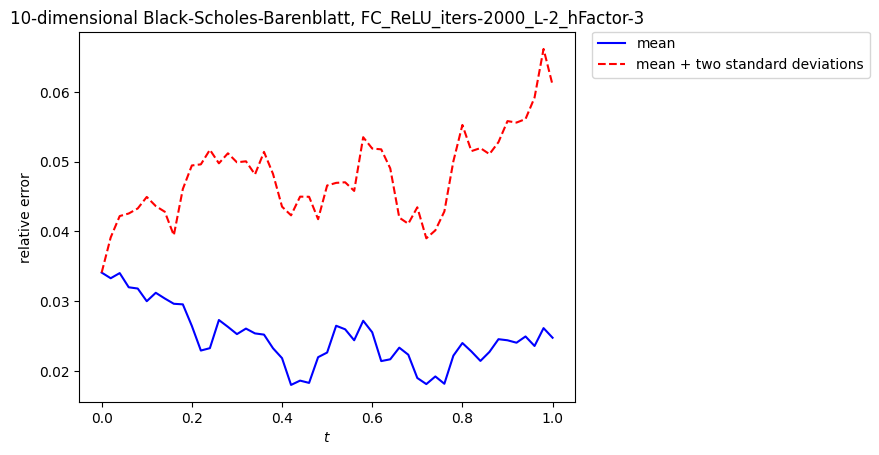 10-dimensional Black-Scholes-Barenblatt, FC_ReLU_iters-2000_L-2_hFactor-3
mean
mean + two standard deviations
relative error
0.06
0.05
0.04
0.03
0.02
0.0 0.2 0.4 0.6 0.8 1.0
t